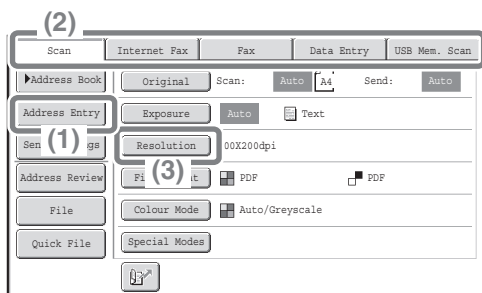 (2)
Scan Internet Fax Fax Data Entry USB Mem. Scan
Address Book Original Scan: Auto A4 Send: Auto
Address Entry Exposure Auto Text
(1) Resolution 00X200dpi
(3)
Address Review PDF PDF
File Colour Mode Auto/Greyscale
Quick File Special Modes